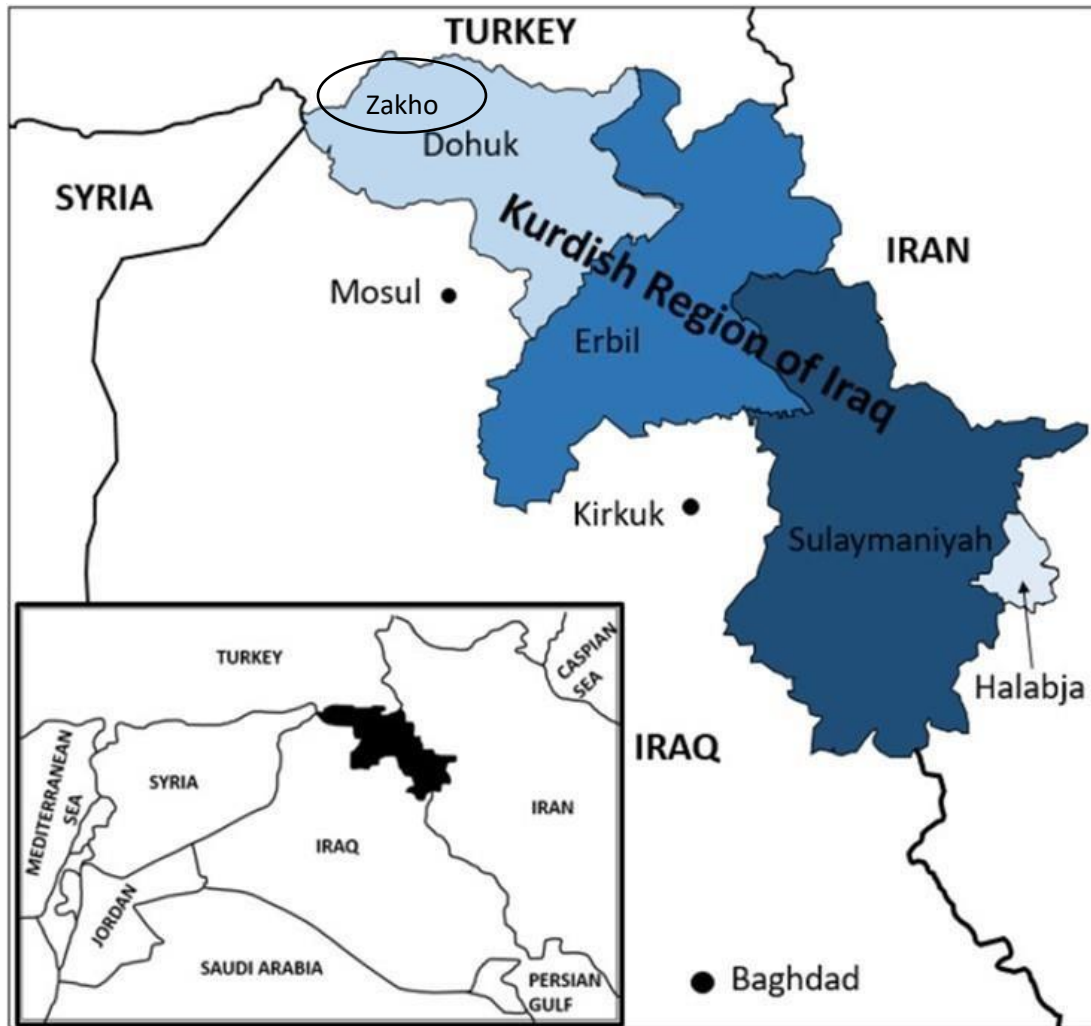 TURKEY
Zakho
Dohuk
SYRIA
Kurdish Region of Iraq
IRAN
Mosul
Erbil
Kirkuk
Sulaymaniyah
Halabja
IRAQ
Baghdad
TURKEY
CASPIAN
SEA
MEDITERRANEAN
SEA
SYRIA
IRAN
IRAQ
JORDAN
SAUDI ARABIA
PERSIAN
GULF